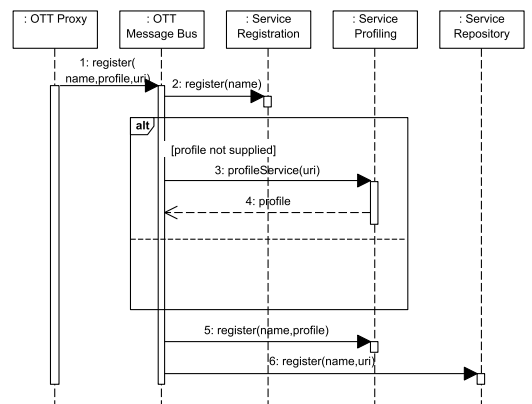 : OTT Proxy
: OTT
Message Bus
: Service
Registration
: Service
Profiling
: Service
Repository
1: register(
name,profile,uri)
2: register(name)
alt
[profile not supplied]
3: profileService(uri)
4: profile
5: register(name,profile)
6: register(name,uri)